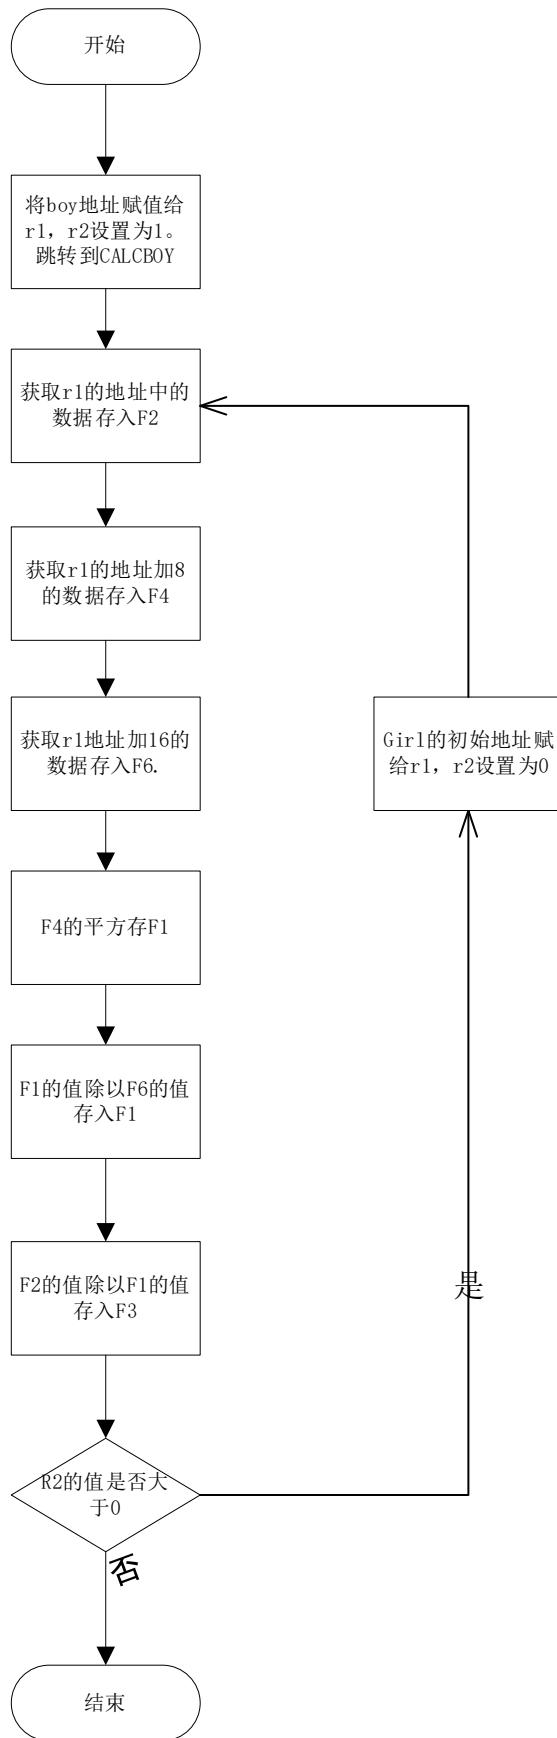 开始
将boy地址赋值给
r1，r2设置为1。
跳转到CALCBOY
获取r1的地址中的
数据存入F2
获取r1的地址加8
的数据存入F4
获取r1地址加16的
数据存入F6.
Girl的初始地址赋
给r1，r2设置为0
F4的平方存F1
F1的值除以F6的值
存入F1
F2的值除以F1的值
存入F3
是
R2的值是否大
于0
否
结束